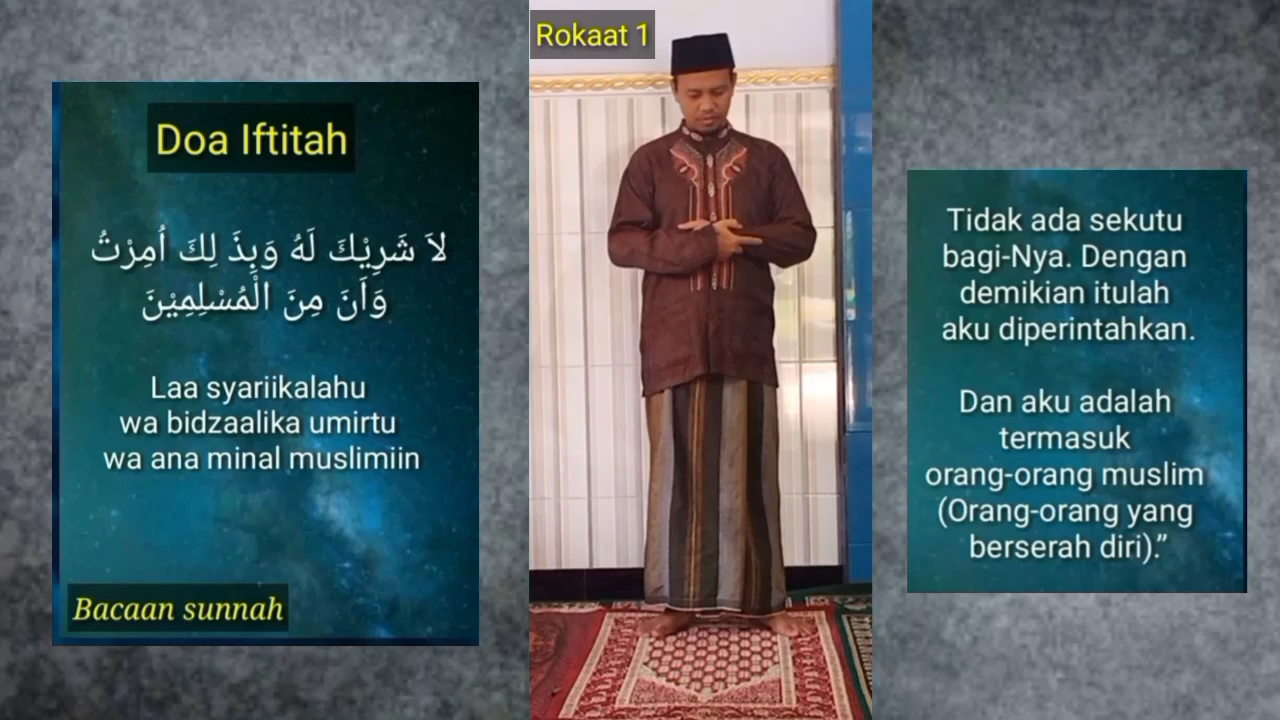 Doa Iftitah
لاَ شَرِيْكَ لَهُ وَبِذَ لِكَ اُمِرْتُ
وَاَنَ مِنَ الْمُسْلِمِيْنَ
Laa syariikalahu
wa bidzaalika umirtu
wa ana minal muslimiin
Bacaan sunnah
Rokaat 1
Tidak ada sekutu
bagi-Nya. Dengan
demikian itulah
aku diperintahkan.
Dan aku adalah
termasuk
orang-orang muslim
(Orang-orang yang
berserah diri).”